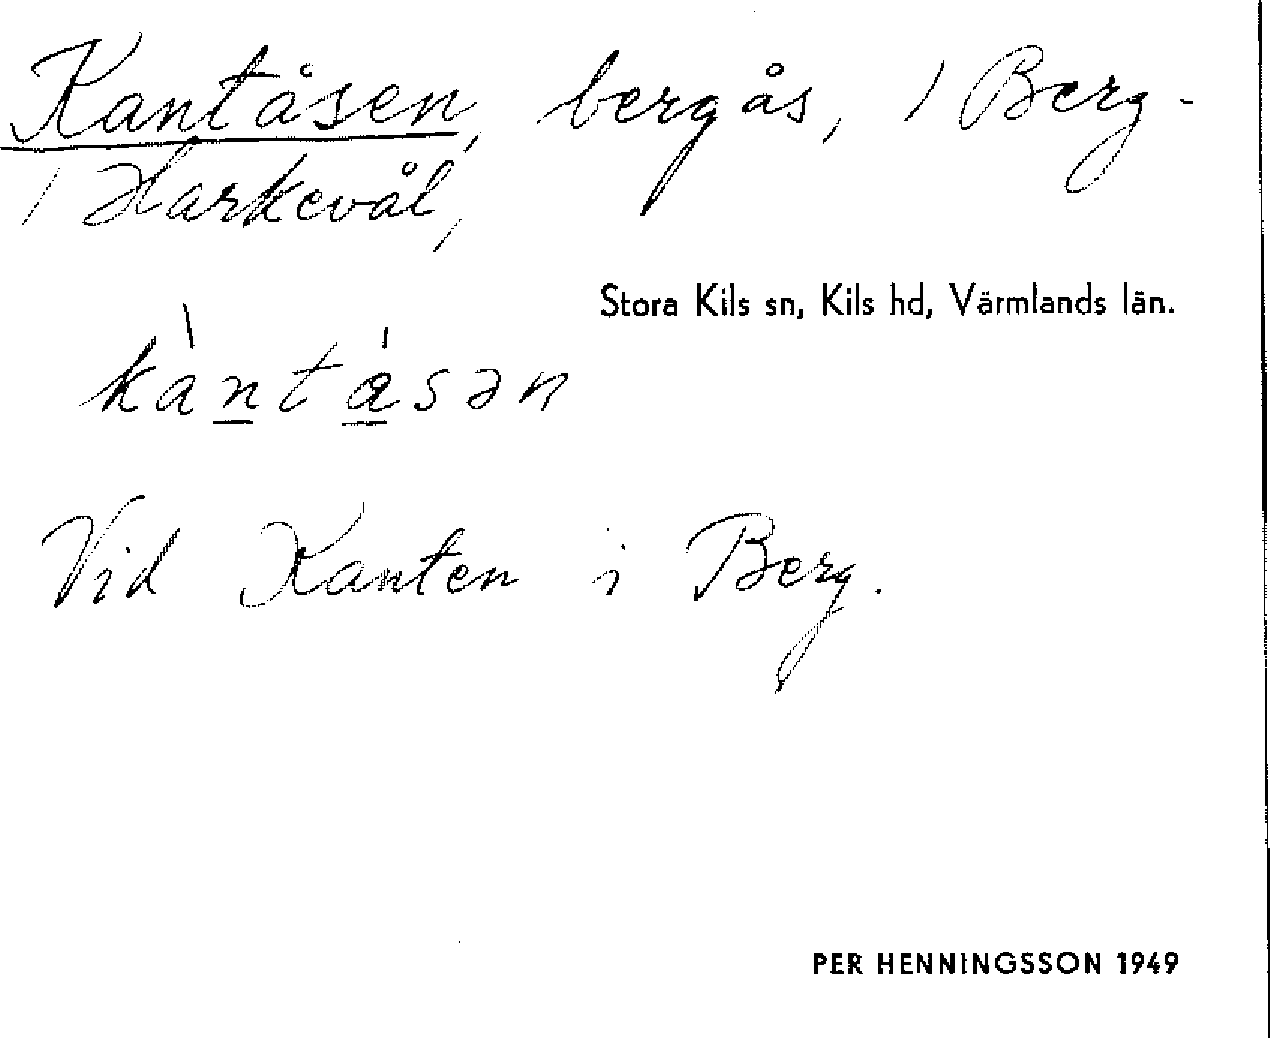 Kantåsen, bergås, / Berg-
/ Harkevål,
Stora Kils sn, Kils hd, Värmlands län.
kàntásən
Vid Kanten i Berg.
PER HENNINGSSON 1949